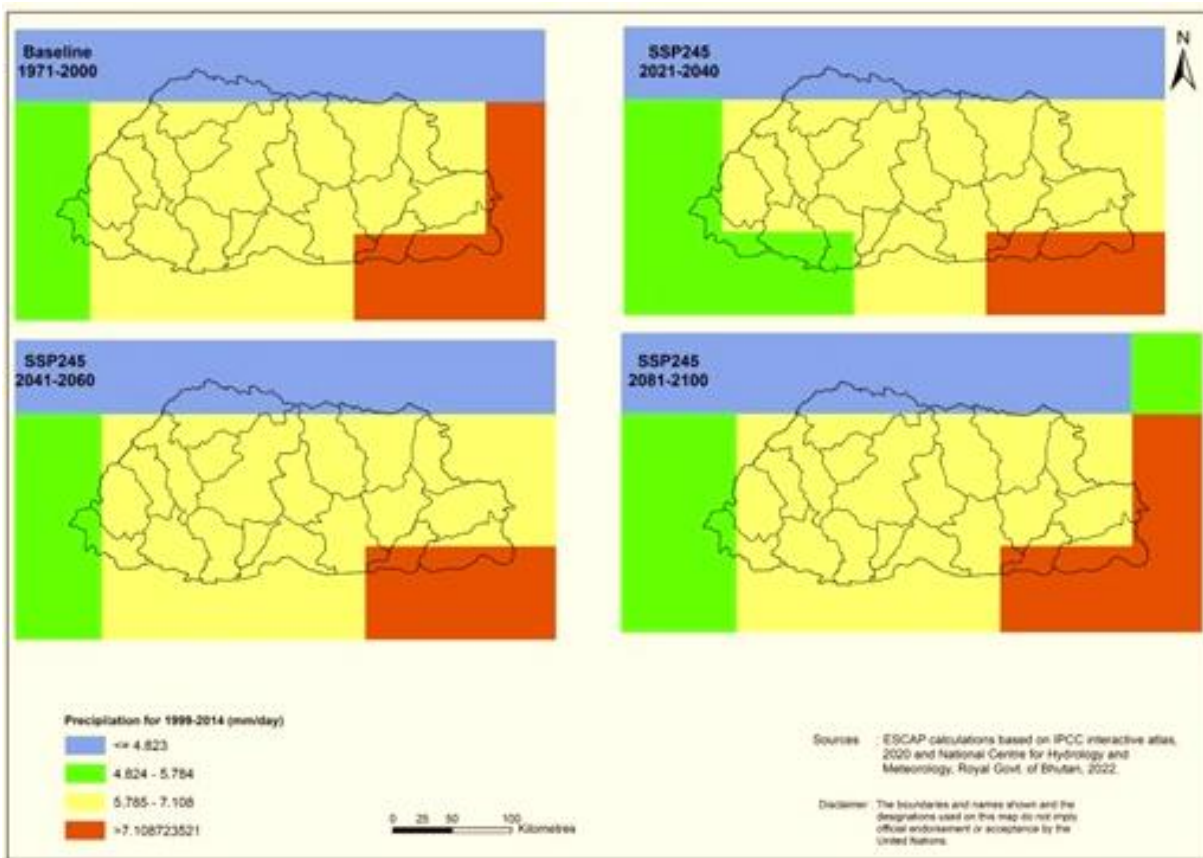 Baseline
1971-2000
SSP245
2021-2040
N
SSP245
2041-2060
SSP245
2081-2100
Precipilation for 1999-2014 (mm/day)
<= 4.823
4.824 - 5.784
5.785 - 7.108
>7.108723521
0 25 50 100
Kilometres
Sources : ESCAP calculations based on IPCC interactive atlas,
2020 and National Centre for Hydrology and
Meteorology, Royal Govt. of Bhutan, 2022.
Disclaimer : The boundaries and names shown and the
designations used on this map do not imply
official endorsement or acceptance by the
United Nations.